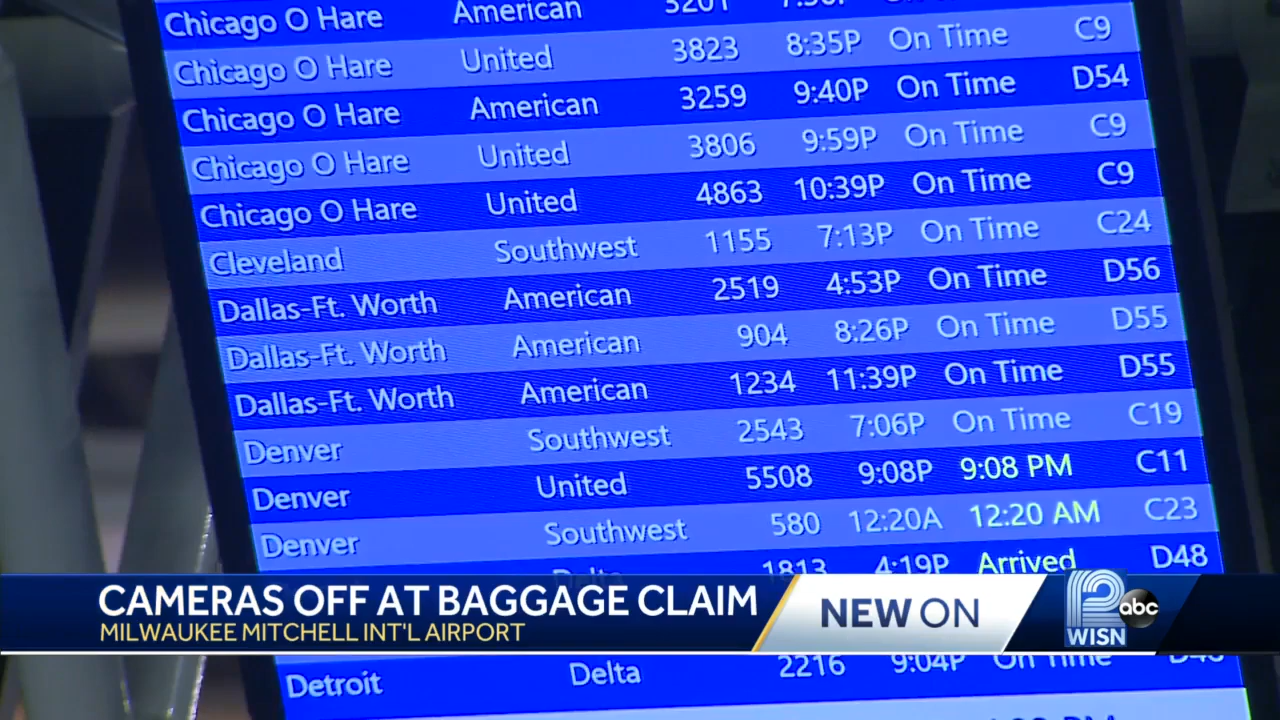 Chicago O Hare American 3201
Chicago O Hare United 3823 8:35P On Time C9
Chicago O Hare American 3259 9:40P On Time D54
Chicago O Hare United 3806 9:59P On Time C9
Chicago O Hare United 4863 10:39P On Time C9
Cleveland Southwest 1155 7:13P On Time C24
Dallas-Ft. Worth American 2519 4:53P On Time D56
Dallas-Ft. Worth American 904 8:26P On Time D55
Dallas-Ft. Worth American 1234 11:39P On Time D55
Denver Southwest 2543 7:06P On Time C19
Denver United 5508 9:08P 9:08 PM C11
Denver Southwest 580 12:20A 12:20 AM C23
Delta 1813 4:19P Arrived D48
CAMERAS OFF AT BAGGAGE CLAIM
MILWAUKEE MITCHELL INT'L AIRPORT
NEW ON
12 abc
WISN
Detroit Delta 2216 9:04P On Time